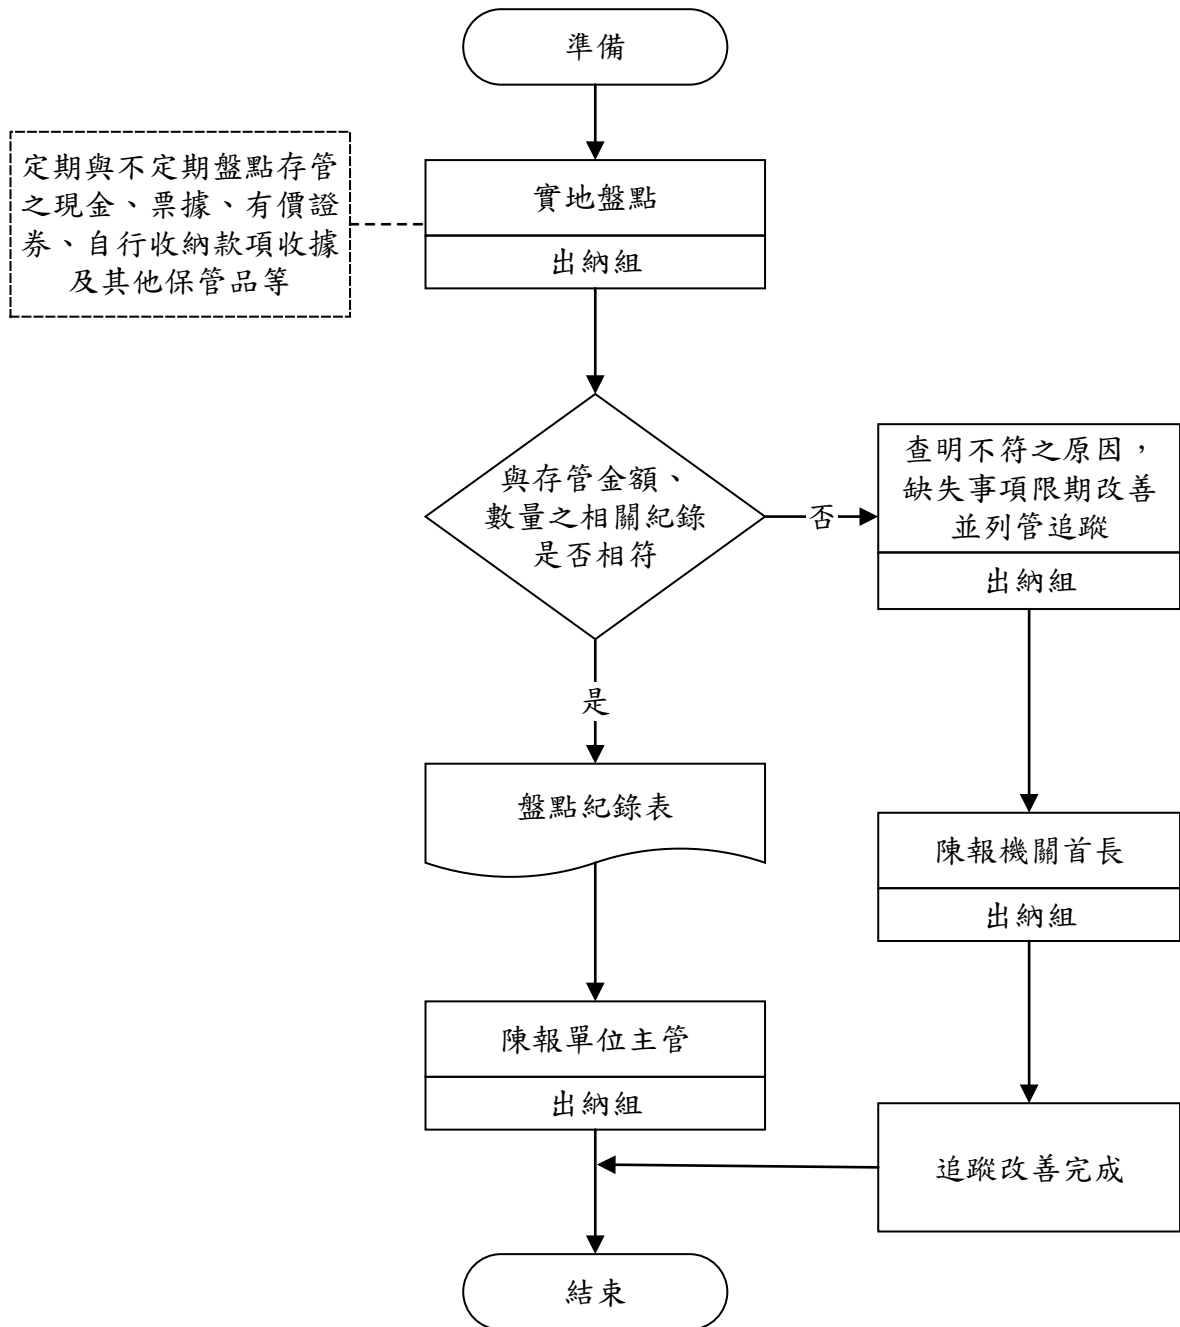 準備
定期與不定期盤點存管
之現金、票據、有價證
券、自行收納款項收據
及其他保管品等
實地盤點
出納組
與存管金額、
數量之相關紀錄
是否相符
否
查明不符之原因，
缺失事項限期改善
並列管追蹤
出納組
是
盤點紀錄表
陳報機關首長
出納組
陳報單位主管
出納組
追蹤改善完成
結束